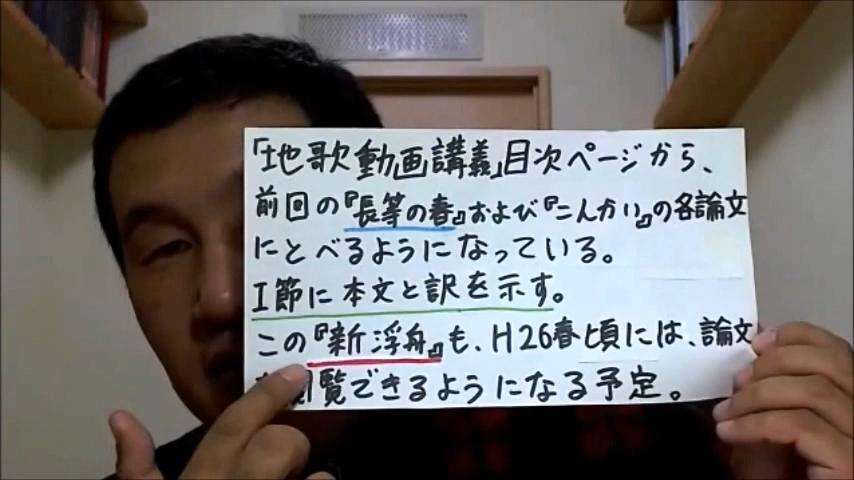 「地歌動画講義」目次ページから、
前回の『長等の春』および『こんかい』の各論文
にとべるようになっている。
I節に本文と訳を示す。
この『新浮舟』も、H26春頃には、論文
覧できるようになる予定。